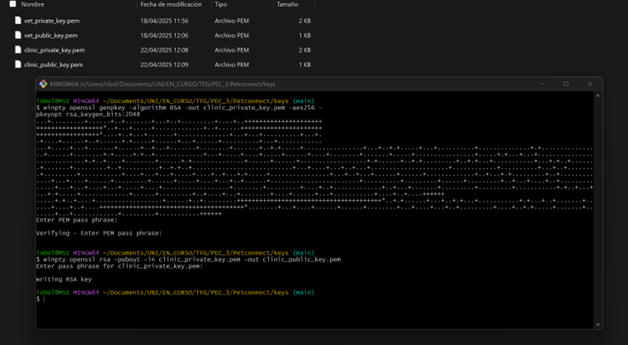 Nombre Fecha de modificación Tipo Tamaño
vet_private_key.pem 18/04/2025 11:56 Archivo PEM 2 KB
vet_public_key.pem 18/04/2025 12:06 Archivo PEM 1 KB
clinic_private_key.pem 22/04/2025 12:08 Archivo PEM 2 KB
clinic_public_key.pem 22/04/2025 12:09 Archivo PEM 1 KB
MINGW64:/c/Users/isbol/Documents/UNI/EN_CURSO/TFG/PEC_3/Petconnect/keys
isbol@MSI MINGW64 ~/Documents/UNI/EN_CURSO/TFG/PEC_3/Petconnect/keys (main)
$ winpty openssl genpkey -algorithm RSA -out clinic_private_key.pem -aes256 -
pkeyopt rsa_keygen_bits:2048
Enter PEM pass phrase:
Verifying - Enter PEM pass phrase:
isbol@MSI MINGW64 ~/Documents/UNI/EN_CURSO/TFG/PEC_3/Petconnect/keys (main)
$ winpty openssl rsa -pubout -in clinic_private_key.pem -out clinic_public_key.pem
Enter pass phrase for clinic_private_key.pem:
writing RSA key
isbol@MSI MINGW64 ~/Documents/UNI/EN_CURSO/TFG/PEC_3/Petconnect/keys (main)
$